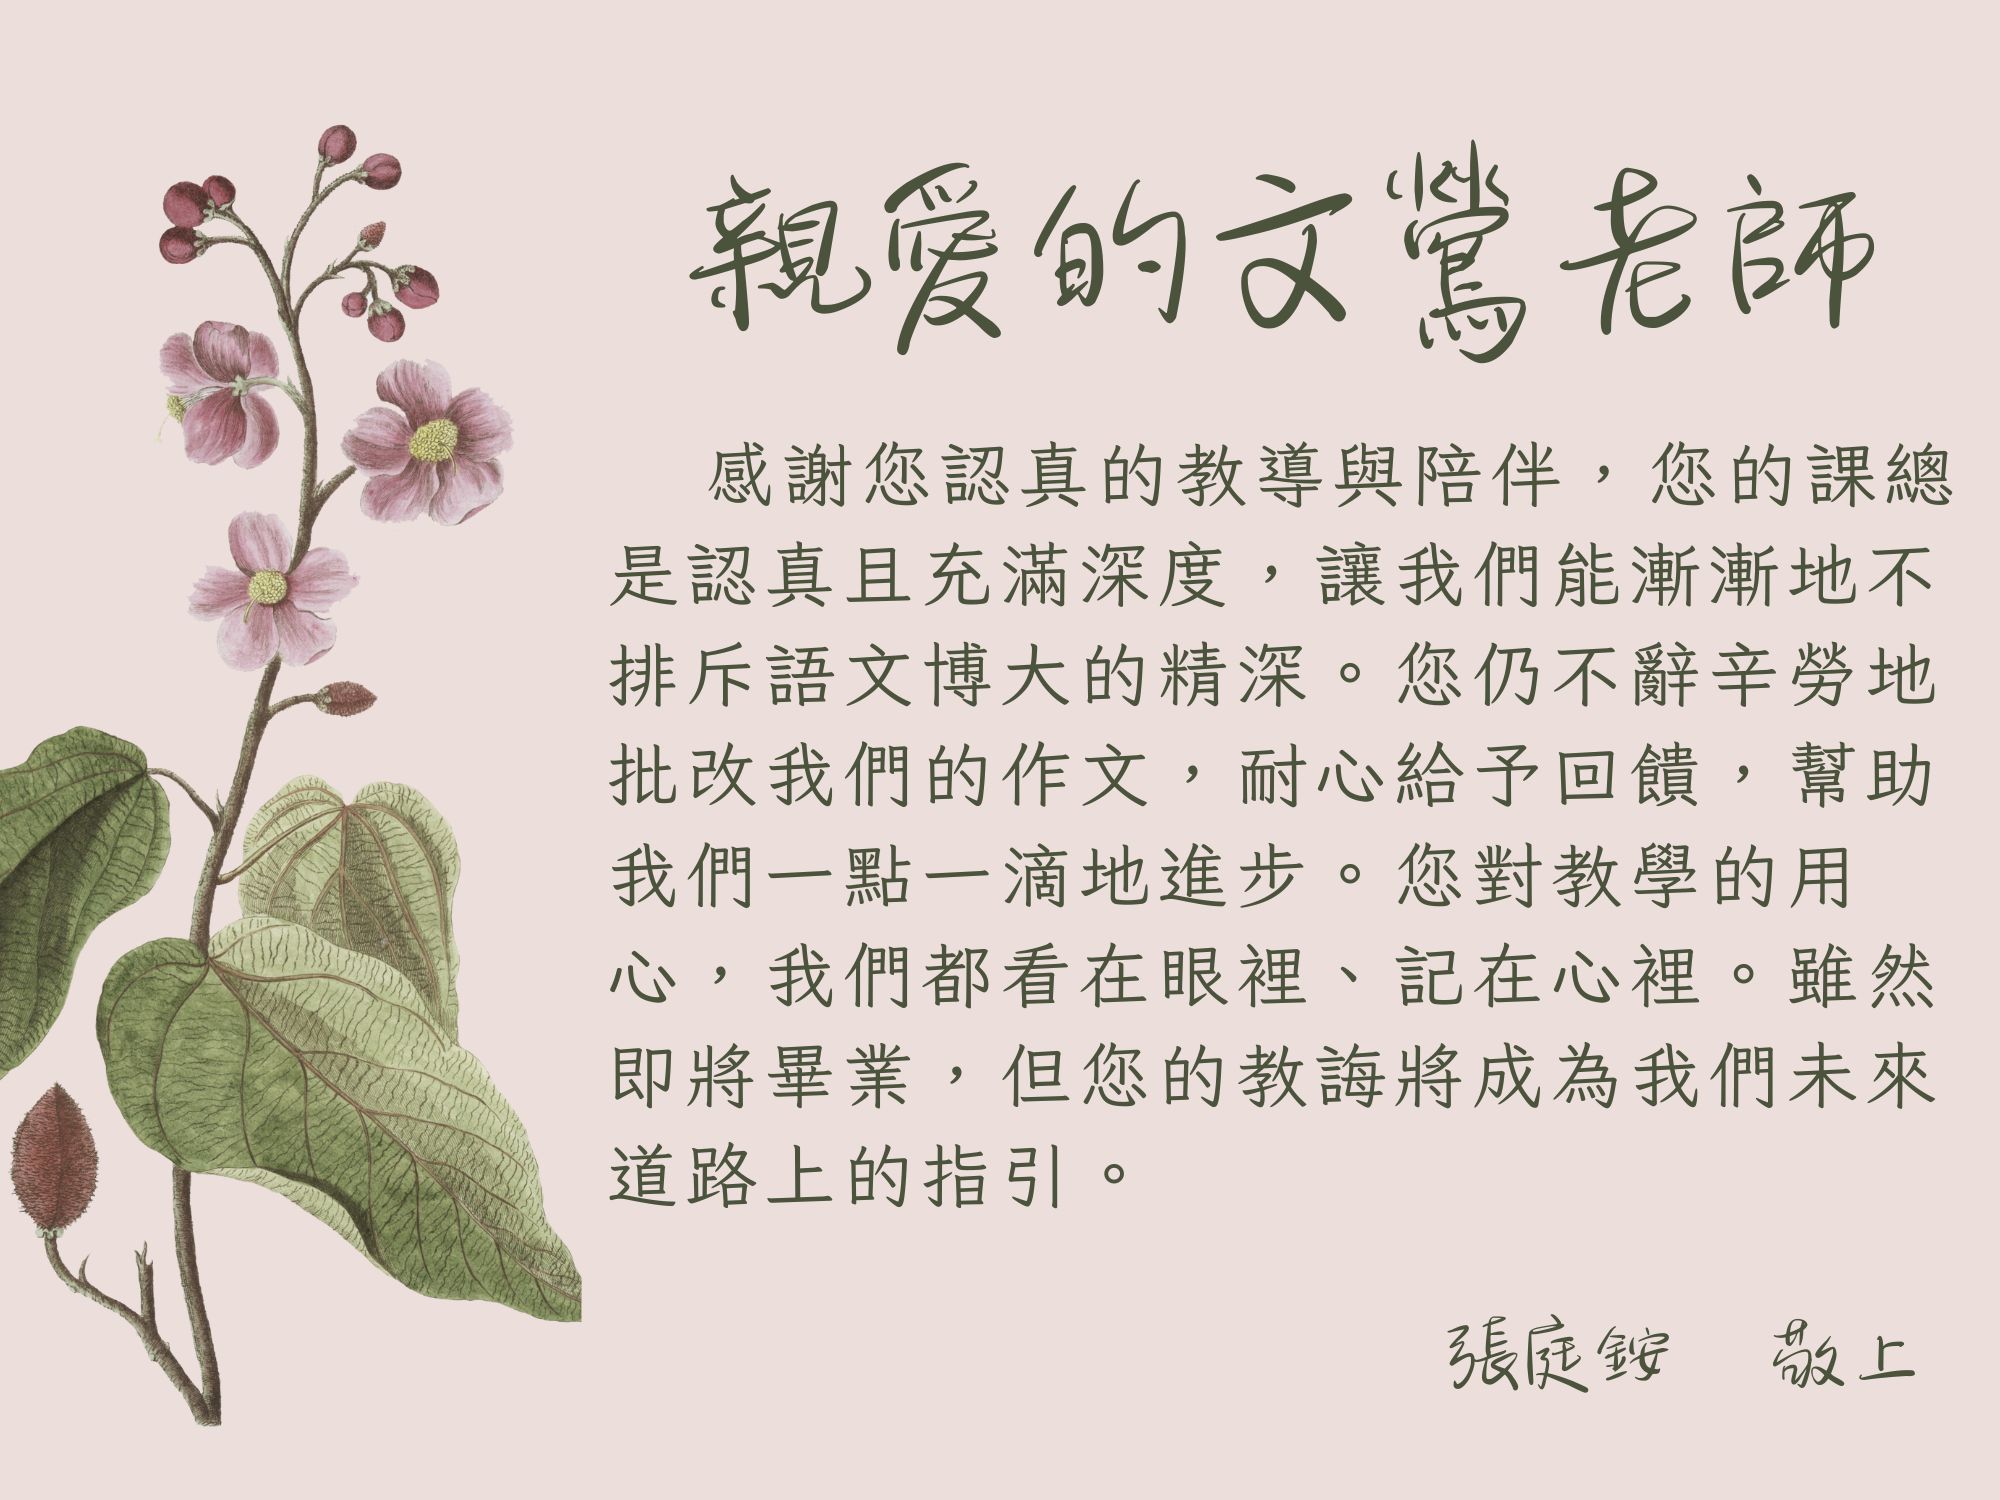 親愛的文鶯老師
感謝您認真的教導與陪伴，您的課總
是認真且充滿深度，讓我們能漸漸地不
排斥語文博大的精深。您仍不辭辛勞地
批改我們的作文，耐心給予回饋，幫助
我們一點一滴地進步。您對教學的用
心，我們都看在眼裡、記在心裡。雖然
即將畢業，但您的教誨將成為我們未來
道路上的指引。
張庭銨 敬上